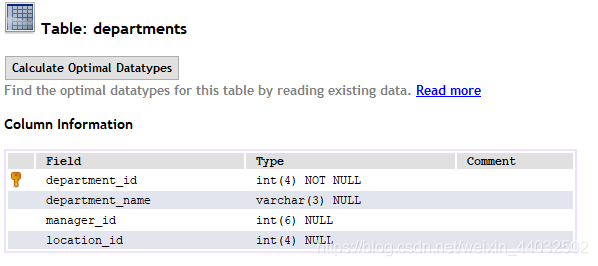 Table: departments
Calculate Optimal Datatypes
Find the optimal datatypes for this table by reading existing data. Read more
Column Information
Field Type Comment
department_id int(4) NOT NULL
department_name varchar(3) NULL
manager_id int(6) NULL
location_id int(4) NULL
https://blog.csdn.net/weixin_44032502